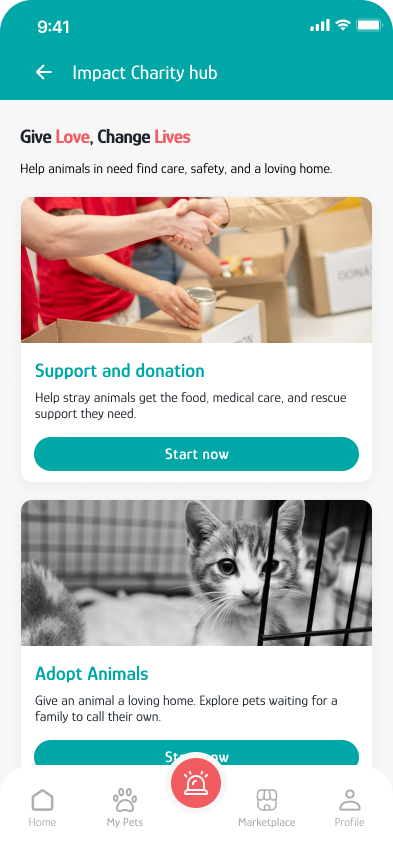 9:41
Impact Charity hub
Give Love, Change Lives
Help animals in need find care, safety, and a loving home.
Support and donation
Help stray animals get the food, medical care, and rescue
support they need.
Start now
Adopt Animals
Give an animal a loving home. Explore pets waiting for a
family to call their own.
Home
My Pets
Marketplace
Profile